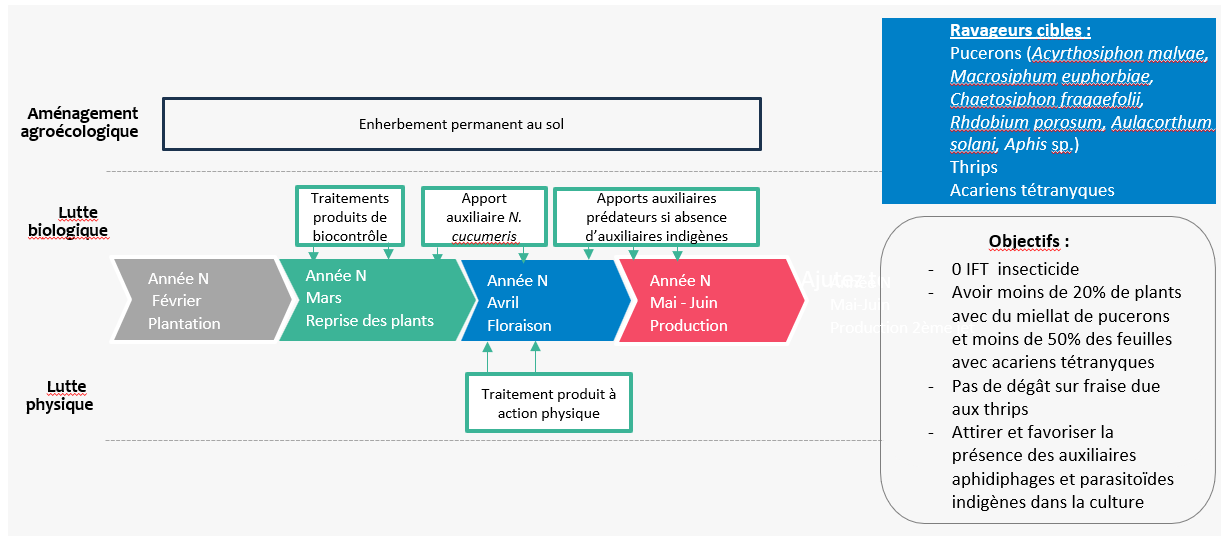 Ravageurs cibles :
Pucerons (Acyrthosiphon malvae,
Macrosiphum euphorbiae,
Chaetosiphon fragaefolii,
Rhdobium porosum, Aulacorthum
solani, Aphis sp.)
Thrips
Acariens tétranyques
Aménagement
agroécologique
Enherbement permanent au sol
Lutte
biologique
Traitements
produits de
biocontrôle
Apport
auxiliaire N.
cucumeris
Apports auxiliaires
prédateurs si absence
d'auxiliaires indigènes
Année N
Février
Plantation
Année N
Mars
Reprise des plants
Année N
Avril
Floraison
Année N
Mai - Juin
Production
Ajutez t
N
Mai-Juin
Production 2ème
Lutte
physique
Traitement produit à
action physique
Objectifs :
- 0 IFT insecticide
- Avoir moins de 20% de plants
avec du miellat de pucerons
et moins de 50% des feuilles
avec acariens tétranyques
- Pas de dégât sur fraise due
aux thrips
- Attirer et favoriser la
présence des auxiliaires
aphidiphages et parasitoïdes
indigènes dans la culture